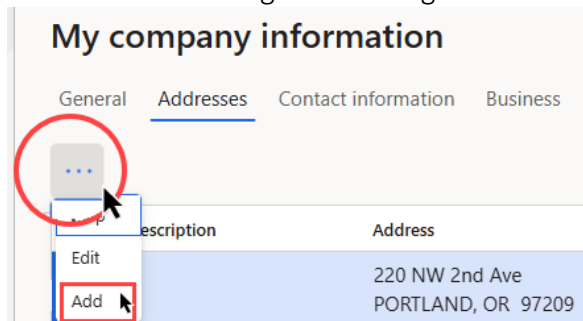 My company information
General Addresses Contact information Business
...
escription Address
Edit
220 NW 2nd Ave
Add
PORTLAND, OR 97209